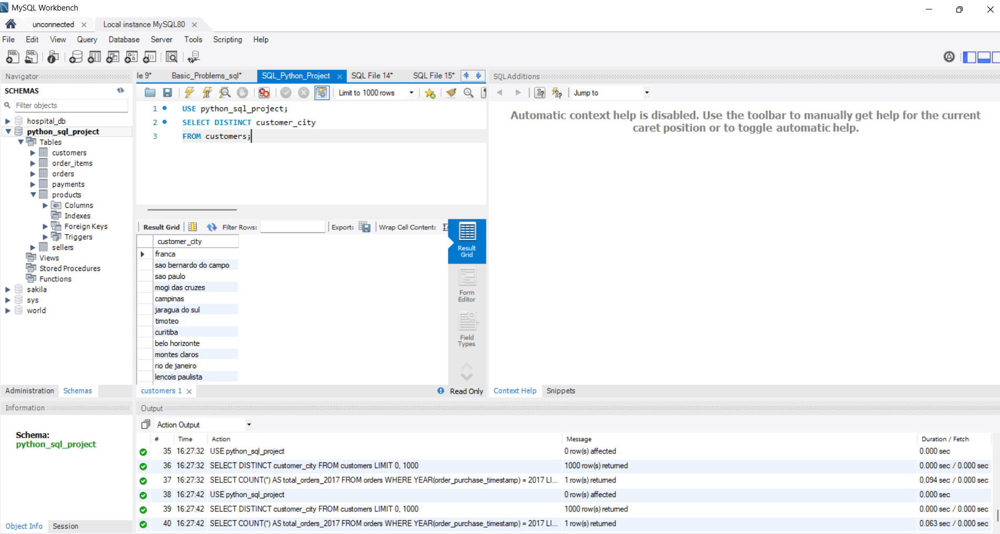 MySQL Workbench
unconnected
Local instance MySQL80
File Edit View Query Database Server Tools Scripting Help
Navigator
SCHEMAS
Filter objects
hospital_db
python_sql_project
Tables
customers
order_items
orders
payments
products
Columns
Indexes
Foreign Keys
Triggers
sellers
Views
Stored Procedures
Functions
sakila
sys
world
Administration Schemas
Information
Schema:
python_sql_project
Object Info Session
le 9* Basic_Problems_sql* SQL_Python_Project SQL File 14* SQL File 15*
Limit to 1000 rows
1 USE python_sql_project;
2 SELECT DISTINCT customer_city
3 FROM customers;
Result Grid Filter Rows: Export: Wrap Cell Content:
customer_city
franca
sao bernardo do campo
sao paulo
mogi das cruzes
campinas
jaragua do sul
timoteo
curitiba
belo horizonte
montes claros
rio de janeiro
lencois paulista
Result
Grid
Form
Editor
Field
Types
customers 1
Read Only
SQLAdditions
Jump to
Automatic context help is disabled. Use the toolbar to manually get help for the current
caret position or to toggle automatic help.
Context Help Snippets
Output
Action Output
# Time Action Message Duration / Fetch
35 16:27:32 USE python_sql_project 0 row(s) affected 0.000 sec
36 16:27:32 SELECT DISTINCT customer_city FROM customers LIMIT 0, 1000 1000 row(s) returned 0.000 sec / 0.000 sec
37 16:27:32 SELECT COUNT(*) AS total_orders_2017 FROM orders WHERE YEAR(order_purchase_timestamp) = 2017 LI... 1 row(s) returned 0.094 sec / 0.000 sec
38 16:27:42 USE python_sql_project 0 row(s) affected 0.000 sec
39 16:27:42 SELECT DISTINCT customer_city FROM customers LIMIT 0, 1000 1000 row(s) returned 0.000 sec / 0.000 sec
40 16:27:42 SELECT COUNT(*) AS total_orders_2017 FROM orders WHERE YEAR(order_purchase_timestamp) = 2017 LI... 1 row(s) returned 0.063 sec / 0.000 sec